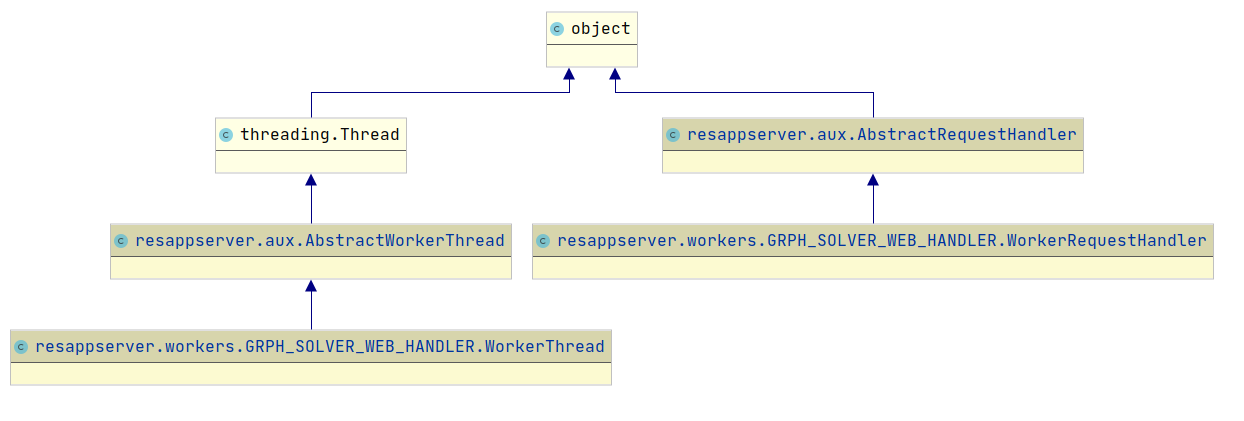 C object
C threading.Thread
C resappserver.aux.AbstractRequestHandler
C resappserver.aux.AbstractWorkerThread
C resappserver.workers.GRPH_SOLVER_WEB_HANDLER.WorkerRequestHandler
C resappserver.workers.GRPH_SOLVER_WEB_HANDLER.WorkerThread